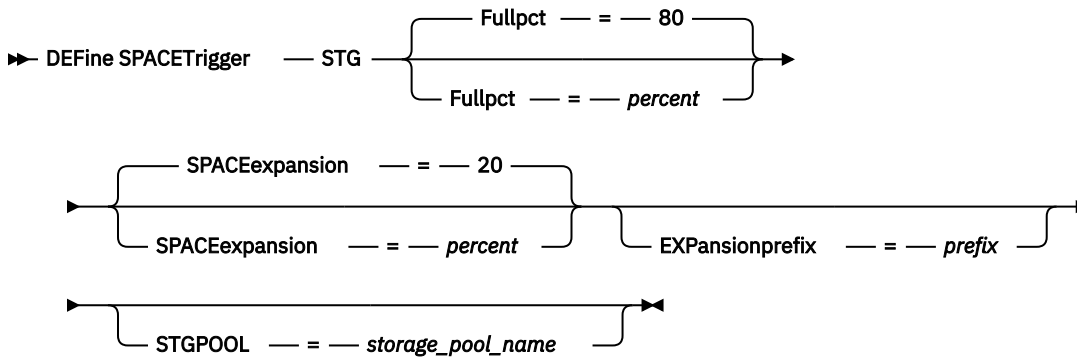 Fullpct = 80
DEFine SPACETrigger STG
Fullpct = percent
SPACEexpansion = 20
SPACEexpansion = percent EXPansionprefix = prefix
STGPOOL = storage_pool_name